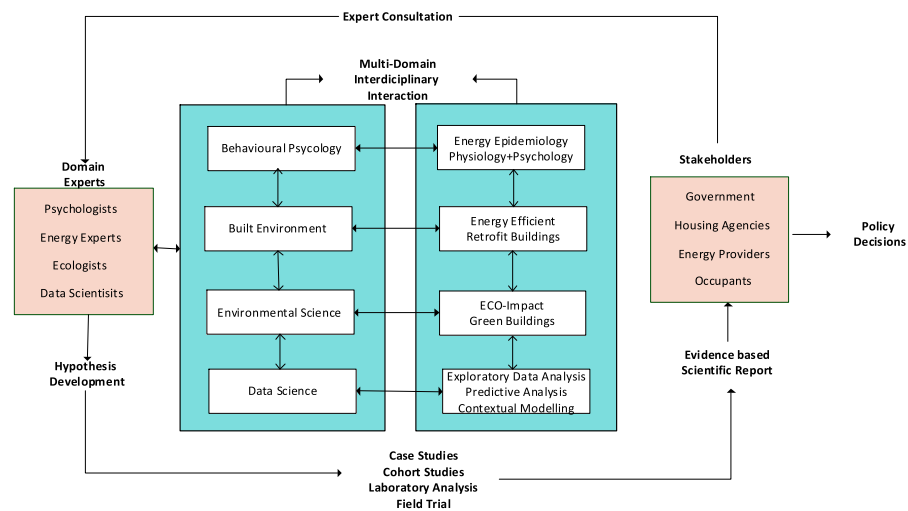 Expert Consultation
Multi-Domain
Interdiciplinary
Interaction
Domain
Experts
Psychologists
Energy Experts
Ecologists
Data Scientisits
Hypothesis
Development
Behavioural Psycology
Built Environment
Environmental Science
Data Science
Energy Epidemiology
Physiology+Psychology
Energy Efficient
Retrofit Buildings
ECO-Impact
Green Buildings
Exploratory Data Analysis
Predictive Analysis
Contextual Modelling
Stakeholders
Government
Housing Agencies
Energy Providers
Occupants
Policy
Decisions
Evidence based
Scientific Report
Case Studies
Cohort Studies
Laboratory Analysis
Field Trial